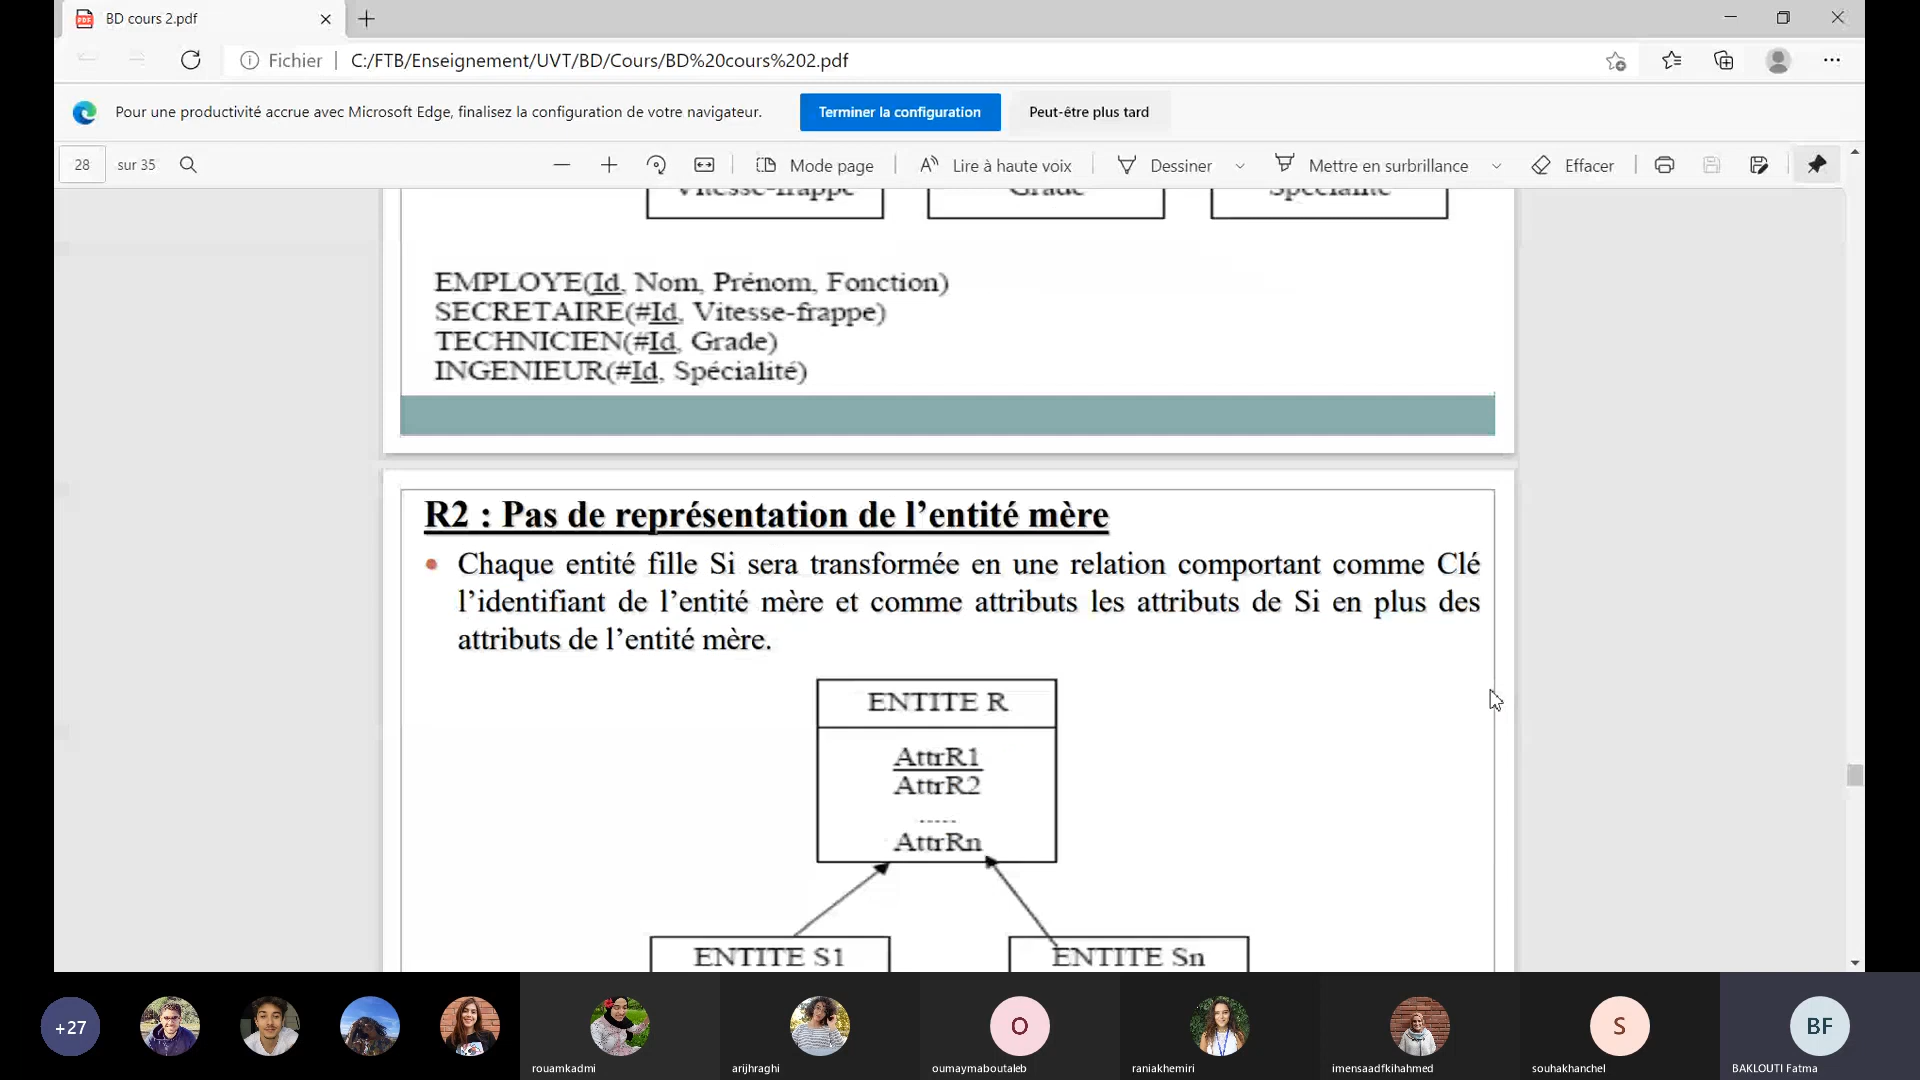 BD cours 2.pdf
Fichier
C:/FTB/Enseignement/UVT/BD/Cours/BD%20cours%202.pdf
Pour une productivité accrue avec Microsoft Edge, finalisez la configuration de votre navigateur.
Terminer la configuration
Peut-être plus tard
28
sur 35
Mode page
Lire à haute voix
Dessiner
Mettre en surbrillance
Effacer
Vitesse-frappe
Grade
Spécialité
EMPLOYE(Id, Nom, Prénom, Fonction)
SECRETAIRE(#Id, Vitesse-frappe)
TECHNICIEN(#Id, Grade)
INGENIEUR(#Id, Spécialité)
R2 : Pas de représentation de l’entité mère
• Chaque entité fille Si sera transformée en une relation comportant comme Clé
l’identifiant de l’entité mère et comme attributs les attributs de Si en plus des
attributs de l’entité mère.
ENTITE R
AttrR1
AttrR2
.....
AttrRn
ENTITE S1
ENTITE Sn
+27
O
S
BF
rouamkadmi
arijhraghi
oumaymaboutaleb
raniakhemiri
imensaadfkihahmed
souhakhanchel
BAKLOUTI Fatma